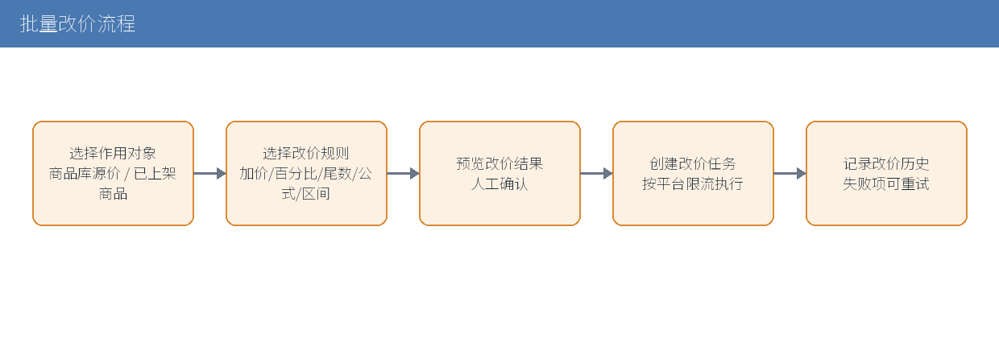 批量改价流程
选择作用对象
商品库源价 / 已上架
商品
选择改价规则
加价/百分比/尾数/公
式/区间
预览改价结果
人工确认
创建改价任务
按平台限流执行
记录改价历史
失败项可重试